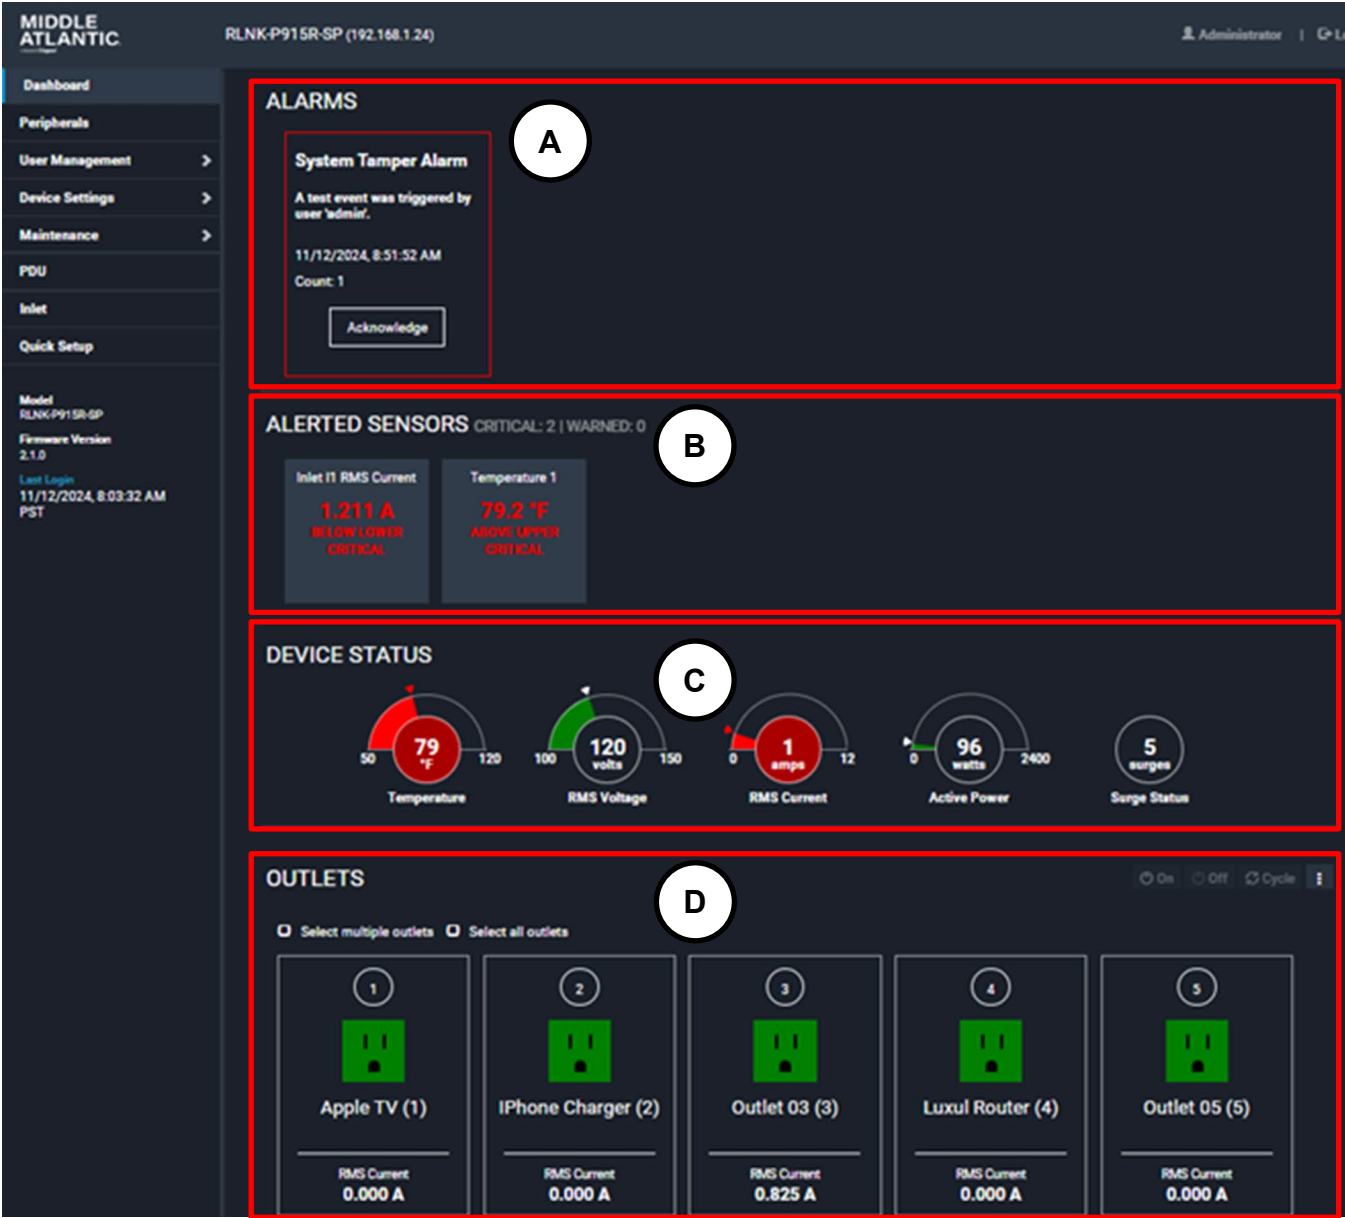 MIDDLE
ATLANTIC
RLNK-P915R-SP (192.168.1.24)
Administrator | Lo
Dashboard
Peripherals
User Management
Device Settings
Maintenance
PDU
Inlet
Quick Setup
Model
RLNK-P915R-SP
Firmware Version
2.1.0
Last Login
11/12/2024, 8:03:32 AM
PST
ALARMS
A
System Tamper Alarm
A test event was triggered by
user 'admin'.
11/12/2024, 8:51:52 AM
Count: 1
Acknowledge
ALERTED SENSORS CRITICAL: 2 | WARNED: 0
B
Inlet I1 RMS Current
1.211 A
BELOW LOWER
CRITICAL
Temperature 1
79.2 °F
ABOVE UPPER
CRITICAL
DEVICE STATUS
C
79
°F
50
120
Temperature
120
volts
100
150
RMS Voltage
1
amps
0
12
RMS Current
96
watts
0
2400
Active Power
5
surges
Surge Status
OUTLETS
D
On Off Cycle
Select multiple outlets Select all outlets
1
Apple TV (1)
RMS Current
0.000 A
2
IPhone Charger (2)
RMS Current
0.000 A
3
Outlet 03 (3)
RMS Current
0.825 A
4
Luxul Router (4)
RMS Current
0.000 A
5
Outlet 05 (5)
RMS Current
0.000 A